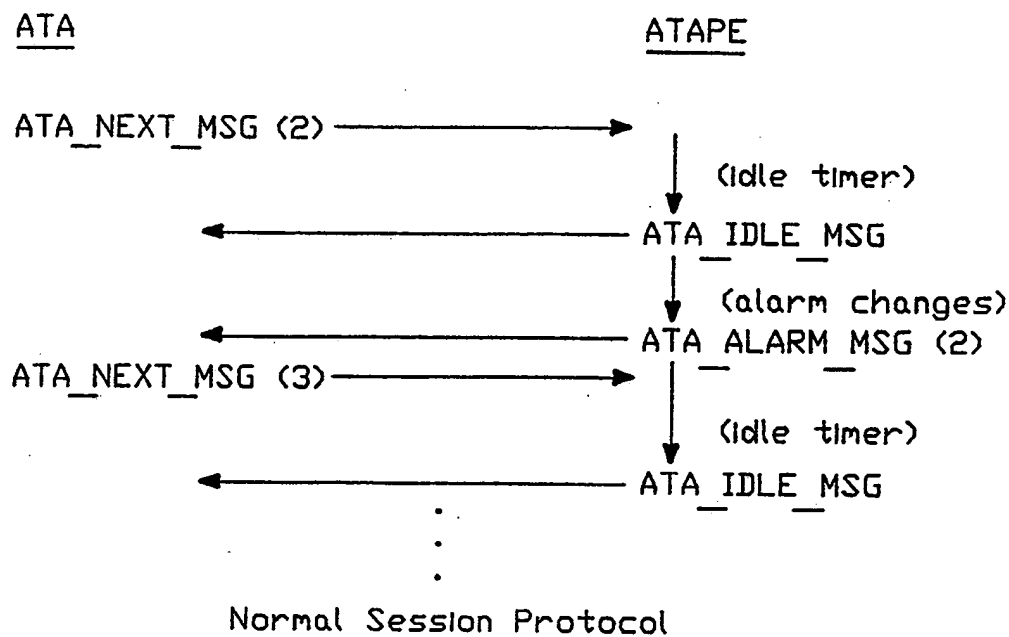 ATA
ATAPE
ATA_NEXT_MSG (2)
(idle timer)
ATA_IDLE_MSG
(alarm changes)
ATA_ALARM_MSG (2)
ATA_NEXT_MSG (3)
(idle timer)
ATA_IDLE_MSG
Normal Session Protocol